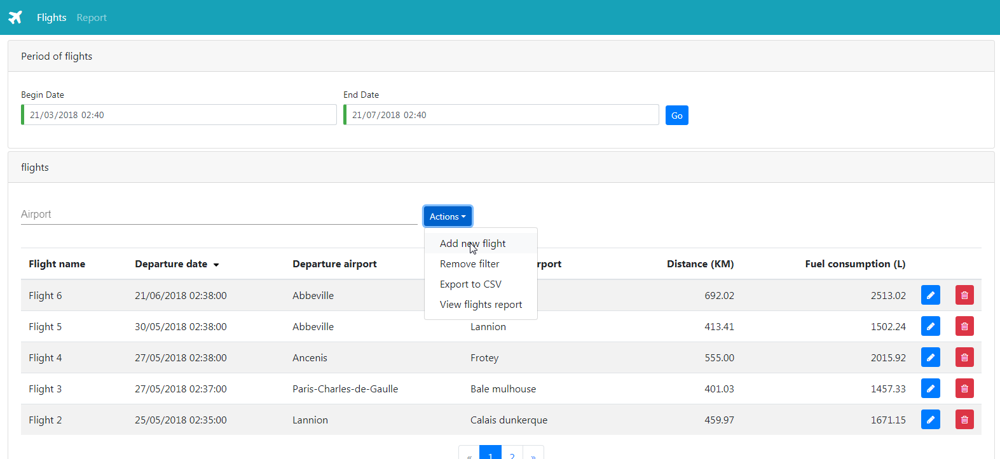 Flights Report
Period of flights
Begin Date End Date
21/03/2018 02:40 21/07/2018 02:40 Go
flights
Airport Actions
Add new flight
Remove filter
Export to CSV
View flights report
Flight name Departure date Departure airport rport Distance (KM) Fuel consumption (L)
Flight 6 21/06/2018 02:38:00 Abbeville 692.02 2513.02
Flight 5 30/05/2018 02:38:00 Abbeville Lannion 413.41 1502.24
Flight 4 27/05/2018 02:38:00 Ancenis Frotey 555.00 2015.92
Flight 3 27/05/2018 02:37:00 Paris-Charles-de-Gaulle Bale mulhouse 401.03 1457.33
Flight 2 25/05/2018 02:35:00 Lannion Calais dunkerque 459.97 1671.15
« 1 2 »